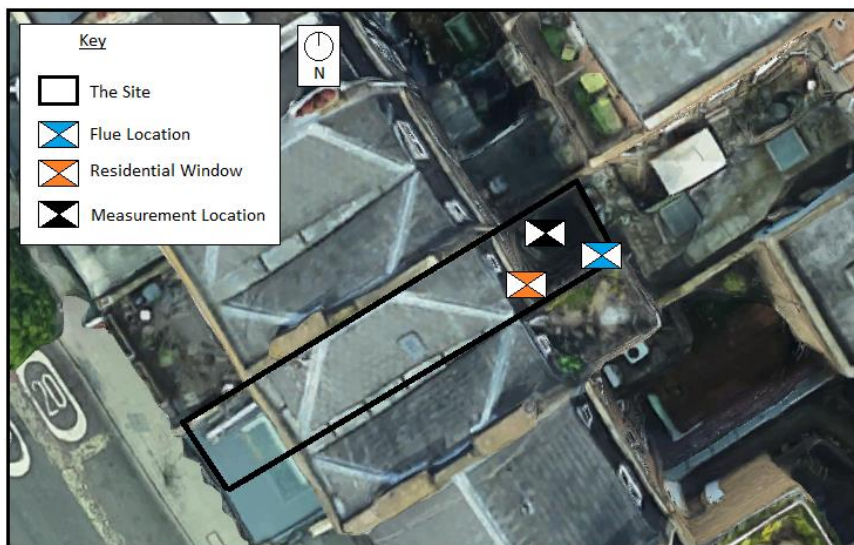 Key
N
The Site
Flue Location
Residential Window
Measurement Location
20